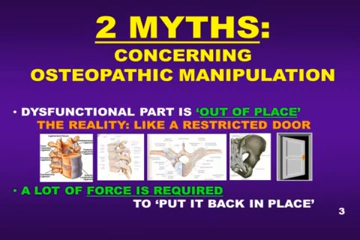 2 MYTHS:
CONCERNING
OSTEOPATHIC MANIPULATION
• DYSFUNCTIONAL PART IS ‘OUT OF PLACE’
THE REALITY: LIKE A RESTRICTED DOOR
• A LOT OF FORCE IS REQUIRED
TO ‘PUT IT BACK IN PLACE’
3